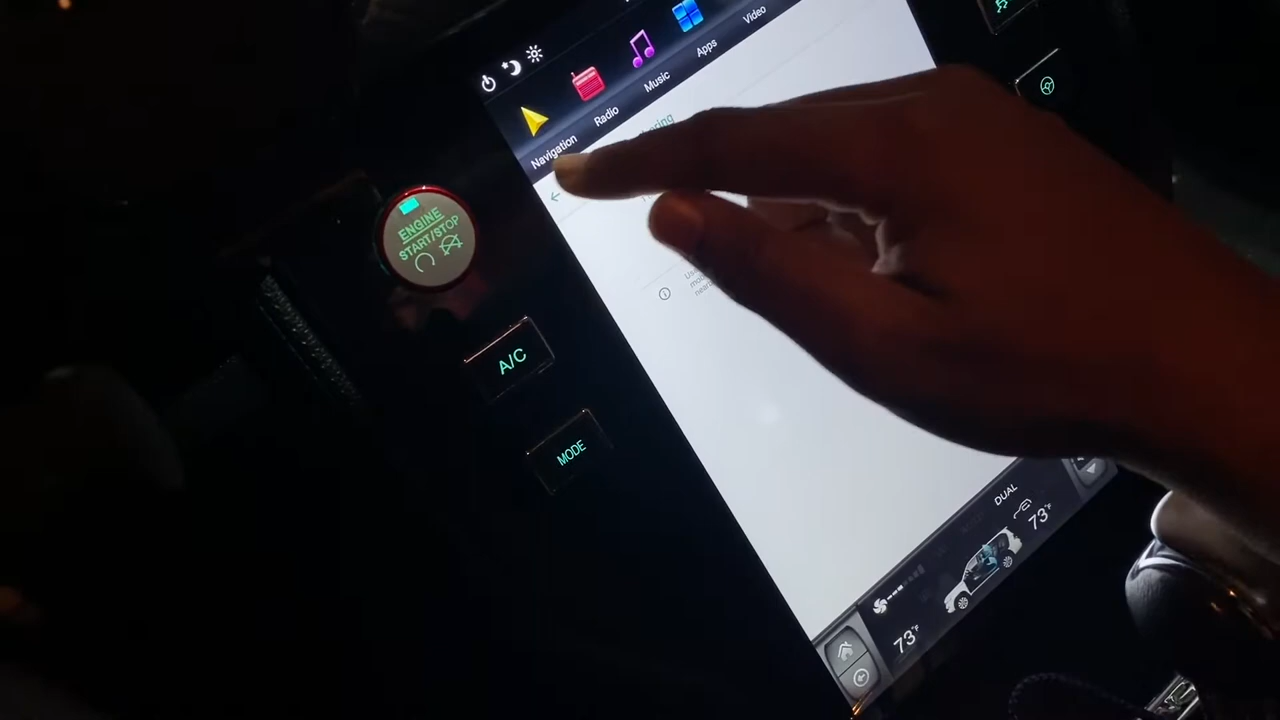 Navigation
Radio
Music
Apps
Video
ENGINE
START/STOP
A/C
MODE
DUAL
73°F
73°F